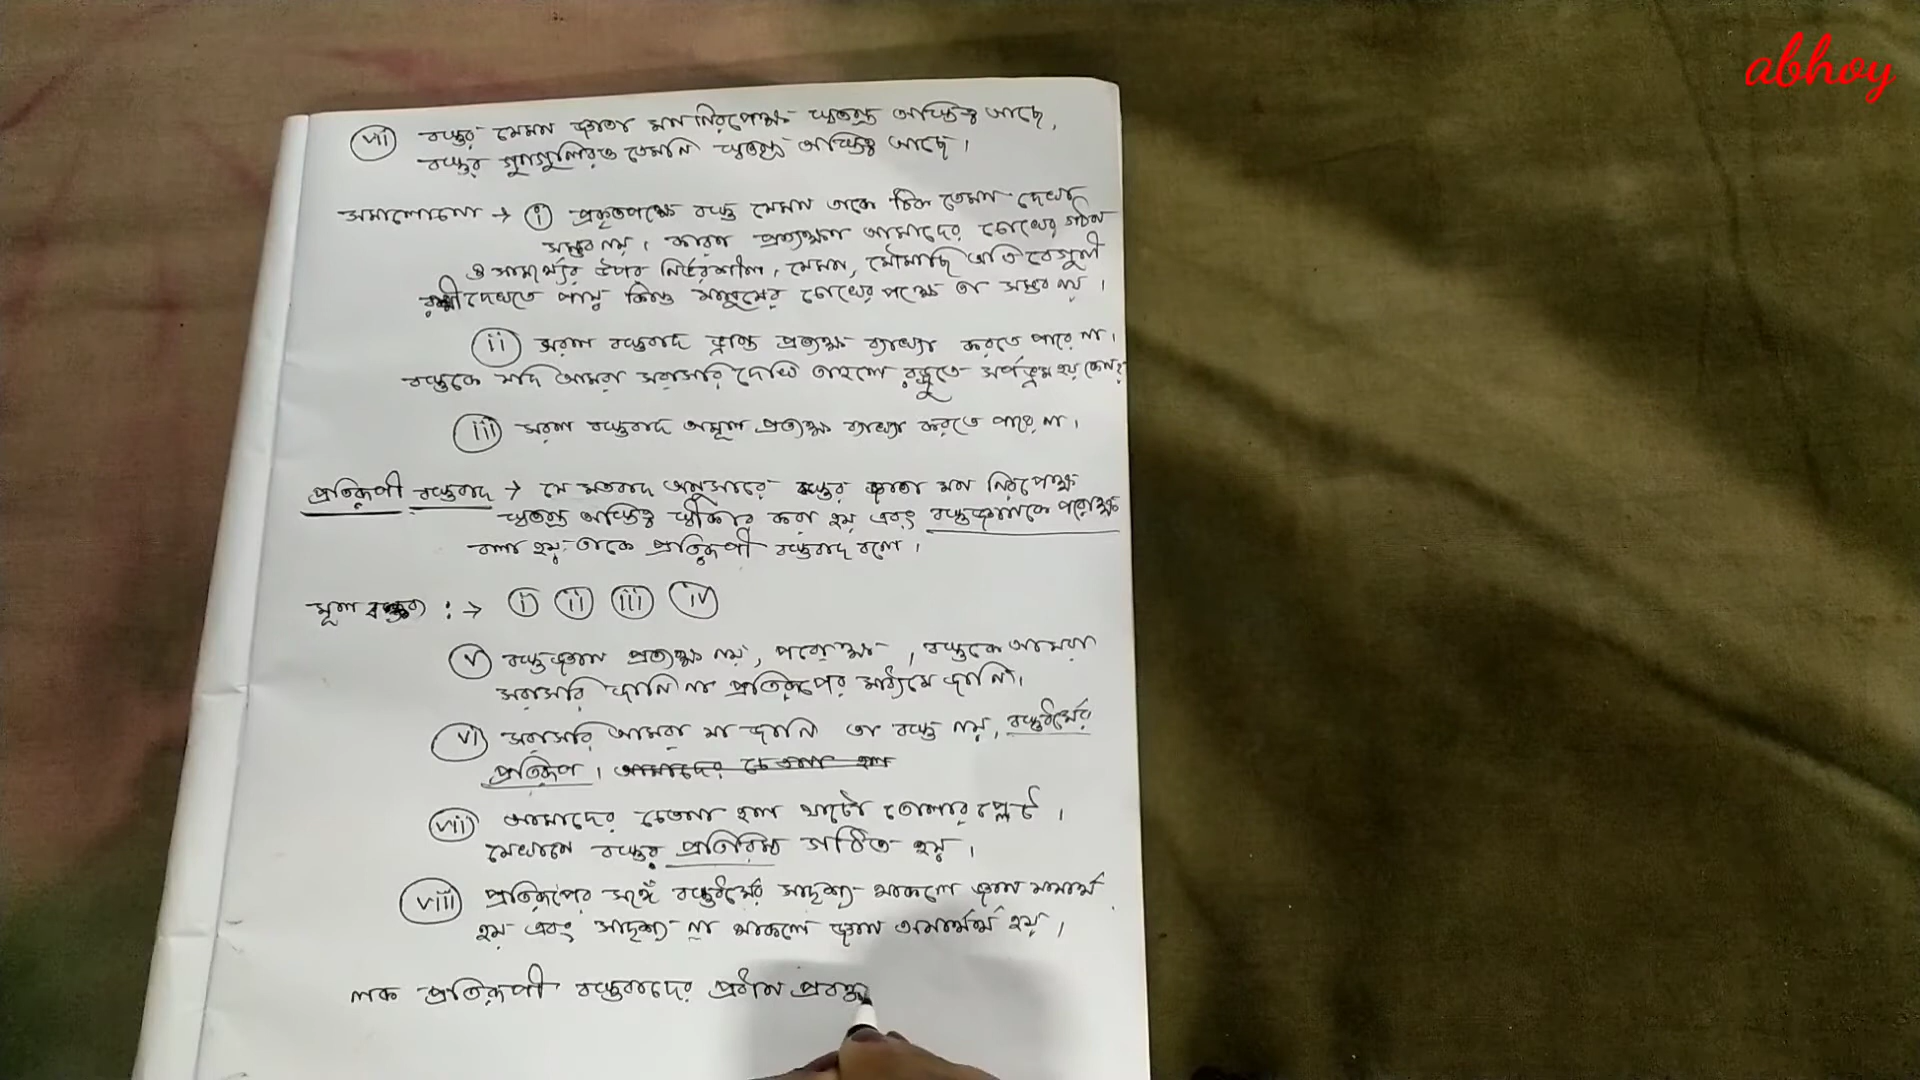 abhoy
vii বস্তুর যেমন জ্ঞাতা মন নিরপেক্ষ স্বতন্ত্র অস্তিত্ব আছে,
বস্তুর গুণগুলিরও তেমনি স্বতন্ত্র অস্তিত্ব আছে।
সমালোচনা → i প্রকৃতপক্ষে বস্তু যেমন তাকে ঠিক তেমন দেখা
সম্ভব নয়। কারণ প্রত্যক্ষণ আমাদের চোখের গঠন
ও সামর্থ্যের উপর নির্ভরশীল, যেমন, মৌমাছি অতিবেগুনী
রশ্মী দেখতে পায় কিন্তু মানুষের চোখের পক্ষে তা সম্ভব নয়।
ii সরল বস্তুবাদ ভ্রান্ত প্রত্যক্ষ ব্যাখ্যা করতে পারে না।
বস্তুকে যদি আমরা সরাসরি দেখি তাহলে রজ্জুতে সর্পভ্রম হয় কেন?
iii সরল বস্তুবাদ অমূল প্রত্যক্ষ ব্যাখ্যা করতে পারে না।
প্রতিরূপী বস্তুবাদ → যে মতবাদ অনুসারে বস্তুর জ্ঞাতা মন নিরপেক্ষ
স্বতন্ত্র অস্তিত্ব স্বীকার করা হয় এবং বস্তুজ্ঞানকে পরোক্ষ
বলা হয় তাকে প্রতিরূপী বস্তুবাদ বলে।
মূল বক্তব্য : → i ii iii iv
v বস্তুজ্ঞান প্রত্যক্ষ নয়, পরোক্ষ, বস্তুকে আমরা
সরাসরি জানি না প্রতিরূপের মাধ্যমে জানি।
vi সরাসরি আমরা যা জানি তা বস্তু নয়, বস্তুধর্মের
প্রতিরূপ। আমাদের চেতনা হল
vii আমাদের চেতনা হল ফটো তোলার প্লেট।
যেখানে বস্তুর প্রতিবিম্ব গঠিত হয়।
viii প্রতিরূপের সঙ্গে বস্তুধর্মের সাদৃশ্য থাকলে জ্ঞান যথার্থ
হয় এবং সাদৃশ্য না থাকলে জ্ঞান অযথার্থ হয়।
লক প্রতিরূপী বস্তুবাদের প্রধান প্রবক্তা